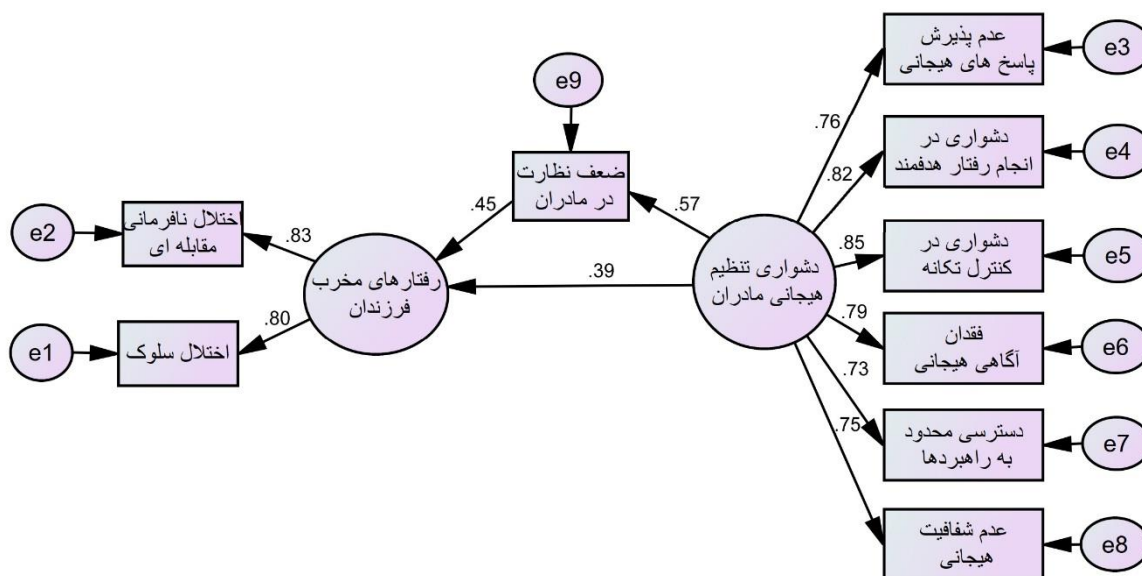 e3
عدم پذیرش
پاسخ های هیجانی
.76
e9
e4
دشواری در
انجام رفتار هدفمند
.82
ضعف نظارت
در مادران
.57
.45
e2
اختلال نافرمانی
مقابله ای
.83
e5
دشواری در
کنترل تکانه
.85
دشواری تنظیم
هیجانی مادران
.39
رفتارهای مخرب
فرزندان
e1
اختلال سلوک
.80
e6
فقدان
آگاهی هیجانی
.79
e7
دسترسی محدود
به راهبردها
.73
e8
عدم شفافیت
هیجانی
.75